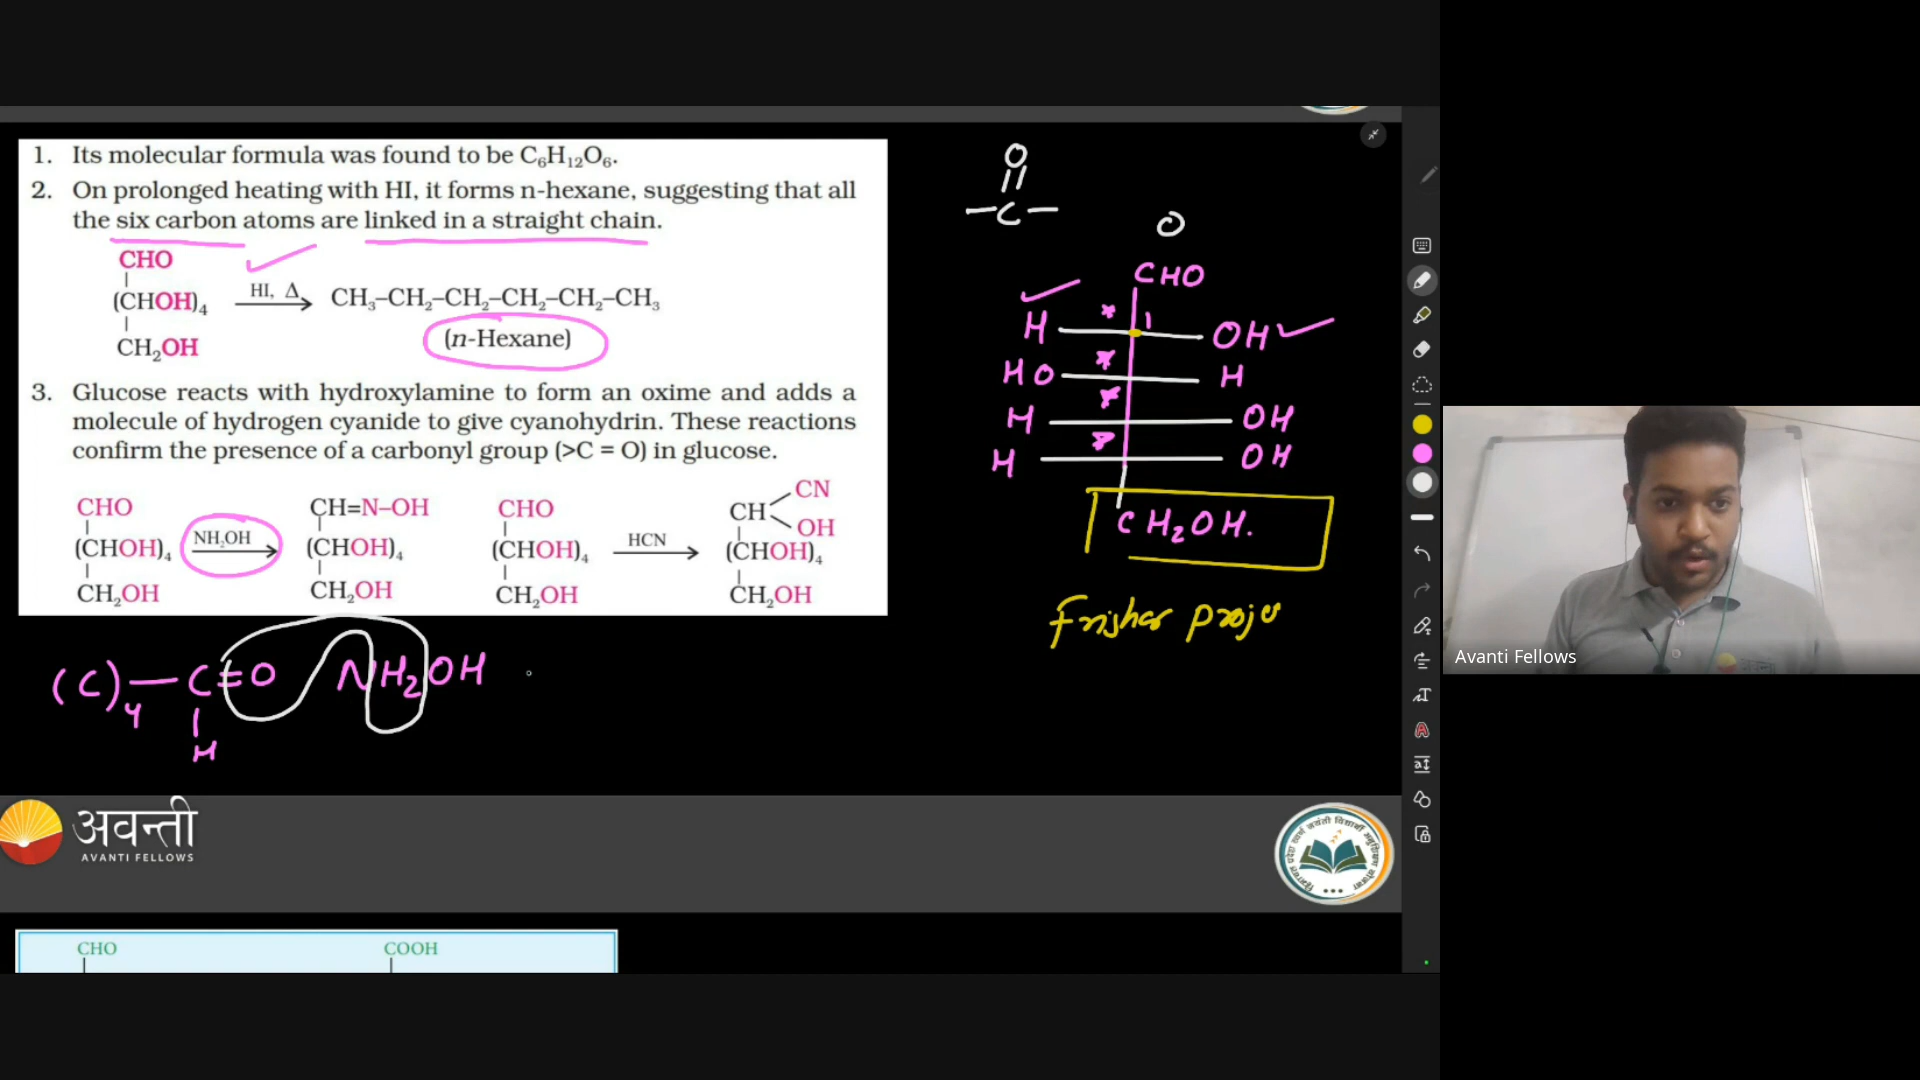 1. Its molecular formula was found to be C₆H₁₂O₆.
2. On prolonged heating with HI, it forms n-hexane, suggesting that all
the six carbon atoms are linked in a straight chain.
CHO
(CHOH)₄
CH₂OH
HI, Δ
CH₃–CH₂–CH₂–CH₂–CH₂–CH₃
(n-Hexane)
3. Glucose reacts with hydroxylamine to form an oxime and adds a
molecule of hydrogen cyanide to give cyanohydrin. These reactions
confirm the presence of a carbonyl group (>C = O) in glucose.
CHO
(CHOH)₄
CH₂OH
NH₂OH
CH=N–OH
(CHOH)₄
CH₂OH
CHO
(CHOH)₄
CH₂OH
HCN
CH
CN
OH
(CHOH)₄
CH₂OH
(C)₄—C=O NH₂OH
H
O
—C—
O
CHO
H * 1 OH
HO * H
H * OH
H * OH
CH₂OH.
Frisher proje
अवन्ती
AVANTI FELLOWS
CHO COOH
Avanti Fellows